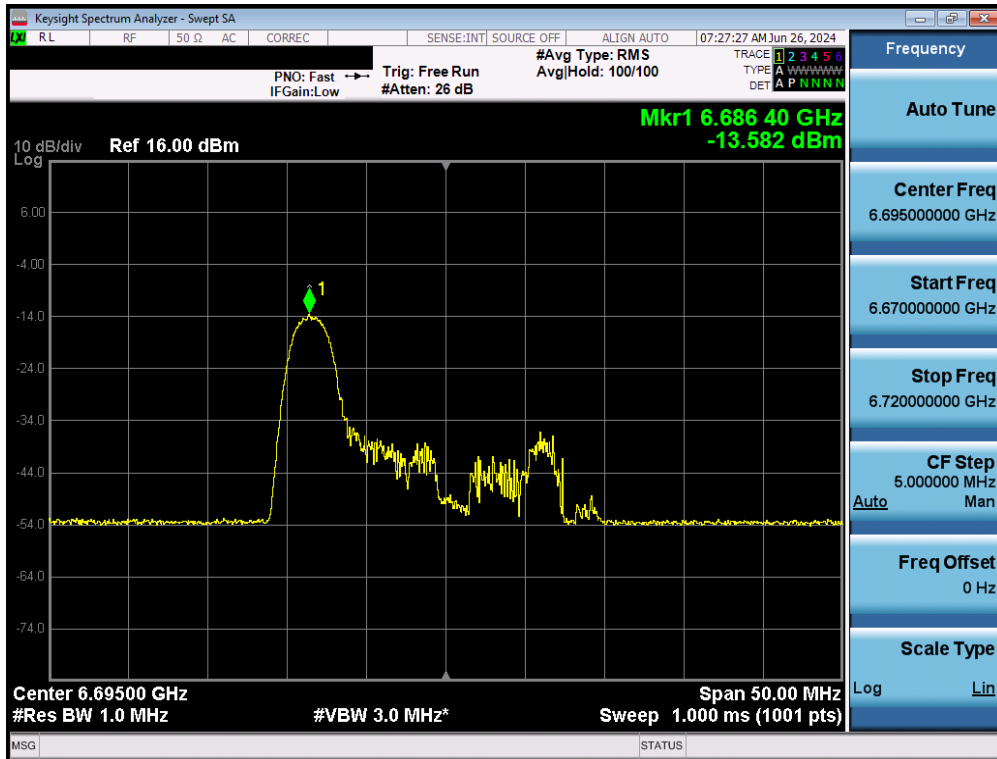 Keysight Spectrum Analyzer - Swept SA
LXI RL RF 50 Ω AC CORREC SENSE:INT SOURCE OFF ALIGN AUTO 07:27:27 AM Jun 26, 2024
#Avg Type: RMS TRACE 1 2 3 4 5 6
PNO: Fast Trig: Free Run Avg|Hold: 100/100 TYPE A WWWWW
IFGain:Low #Atten: 26 dB DET A P N N N N
Mkr1 6.686 40 GHz
-13.582 dBm
10 dB/div Ref 16.00 dBm
Log
1
6.00
-4.00
-14.0
-24.0
-34.0
-44.0
-54.0
-64.0
-74.0
Center 6.69500 GHz Span 50.00 MHz
#Res BW 1.0 MHz #VBW 3.0 MHz* Sweep 1.000 ms (1001 pts)
MSG STATUS
Frequency
Auto Tune
Center Freq
6.695000000 GHz
Start Freq
6.670000000 GHz
Stop Freq
6.720000000 GHz
CF Step
5.000000 MHz
Auto Man
Freq Offset
0 Hz
Scale Type
Log Lin